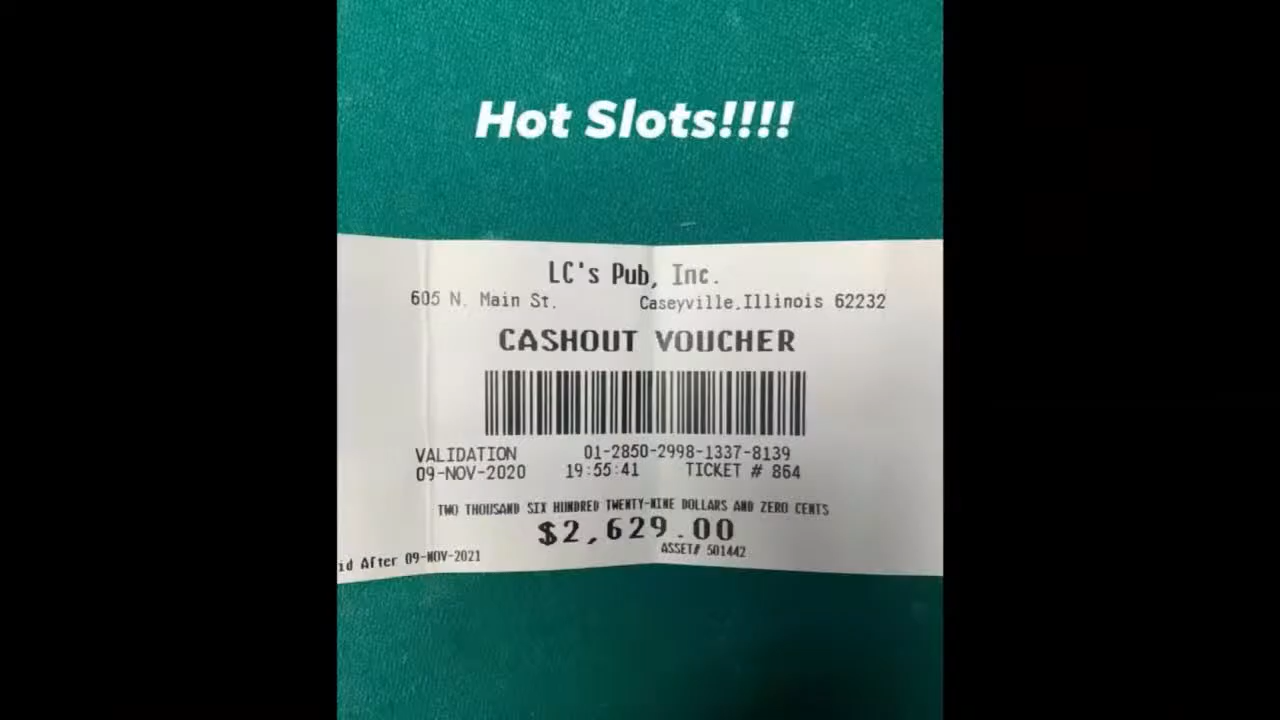 Hot Slots!!!!
LC's Pub, Inc.
605 N. Main St. Caseyville,Illinois 62232
CASHOUT VOUCHER
VALIDATION 01-2850-2998-1337-8139
09-NOV-2020 19:55:41 TICKET # 864
TWO THOUSAND SIX HUNDRED TWENTY-NINE DOLLARS AND ZERO CENTS
$2,629.00
id After 09-NOV-2021 ASSET# 501442